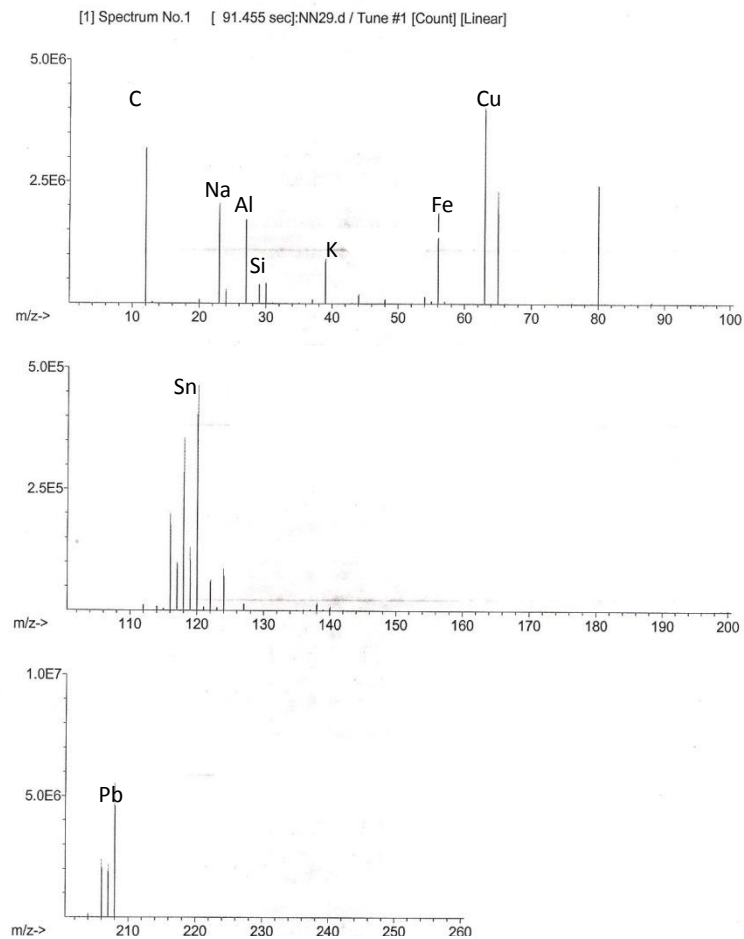 [1] Spectrum No.1 [ 91.455 sec]:NN29.d / Tune #1 [Count] [Linear]
5.0E6
C
Cu
2.5E6
Na
Al
Fe
Si
K
m/z-> 10 20 30 40 50 60 70 80 90 100
5.0E5
Sn
2.5E5
m/z-> 110 120 130 140 150 160 170 180 190 200
1.0E7
5.0E6
Pb
m/z-> 210 220 230 240 250 260